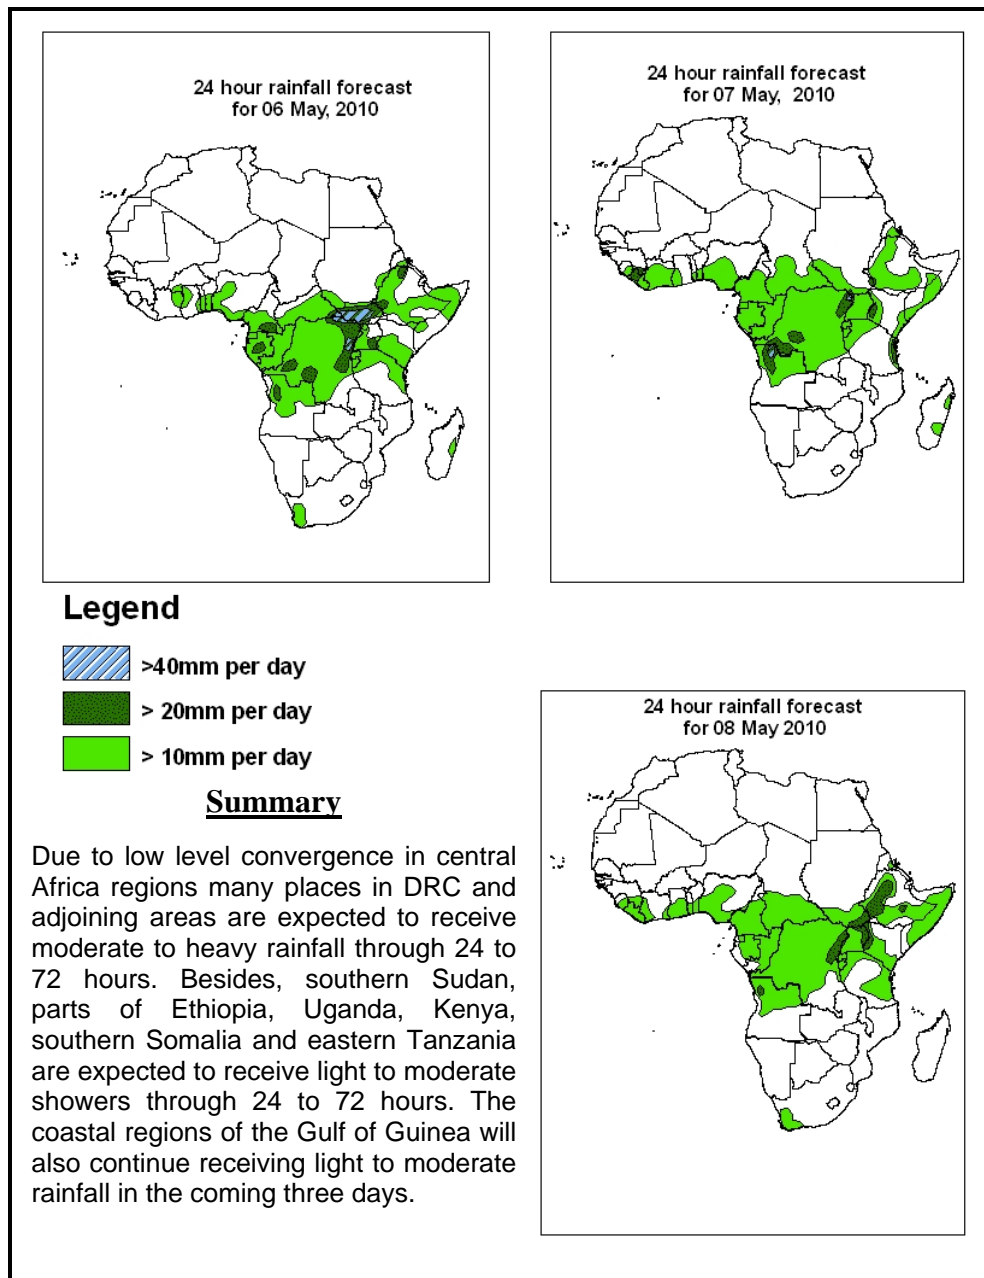 24 hour rainfall forecast
for 06 May, 2010
24 hour rainfall forecast
for 07 May, 2010
Legend
>40mm per day
> 20mm per day
> 10mm per day
24 hour rainfall forecast
for 08 May 2010
Summary
Due to low level convergence in central
Africa regions many places in DRC and
adjoining areas are expected to receive
moderate to heavy rainfall through 24 to
72 hours. Besides, southern Sudan,
parts of Ethiopia, Uganda, Kenya,
southern Somalia and eastern Tanzania
are expected to receive light to moderate
showers through 24 to 72 hours. The
coastal regions of the Gulf of Guinea will
also continue receiving light to moderate
rainfall in the coming three days.